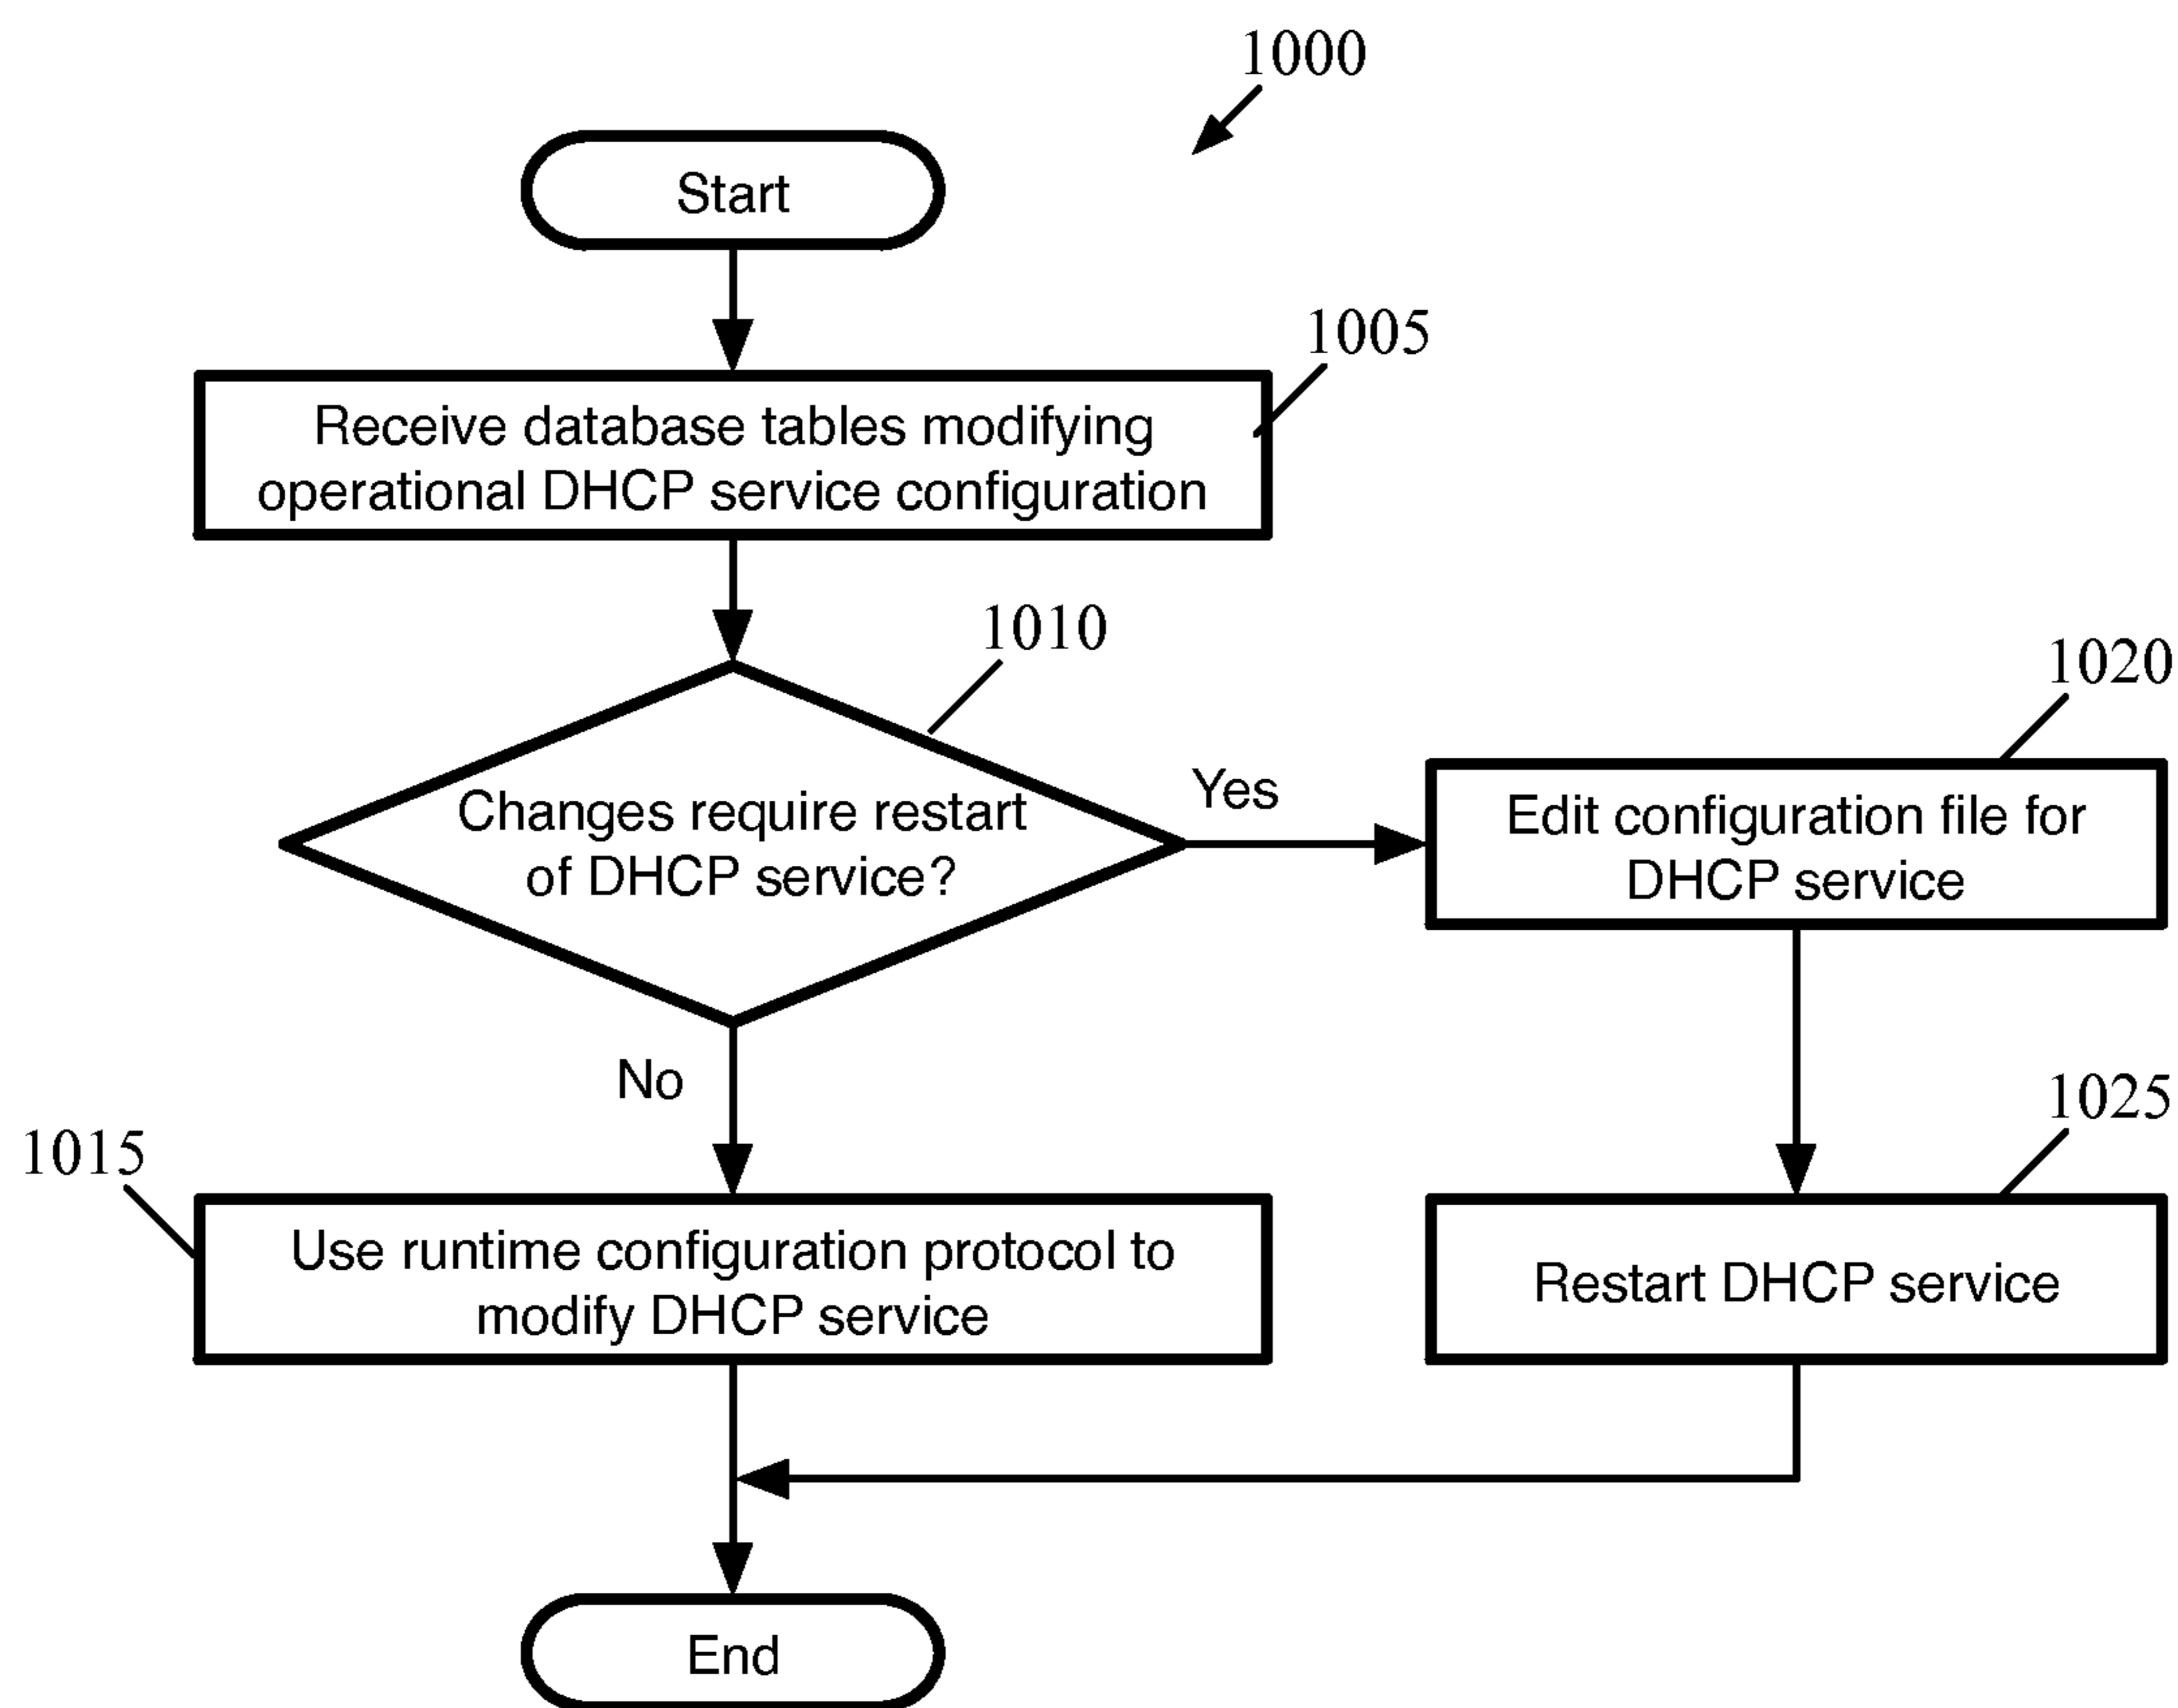 1000
Start
1005
Receive database tables modifying
operational DHCP service configuration
1010
Changes require restart
of DHCP service?
Yes
1020
Edit configuration file for
DHCP service
No
1015
Use runtime configuration protocol to
modify DHCP service
1025
Restart DHCP service
End